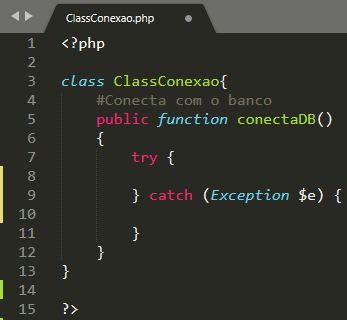 ClassConexao.php
1 <?php
2
3 class ClassConexao{
4     #Conecta com o banco
5     public function conectaDB()
6     {
7         try {
8
9         } catch (Exception $e) {
10
11         }
12     }
13 }
14
15 ?>